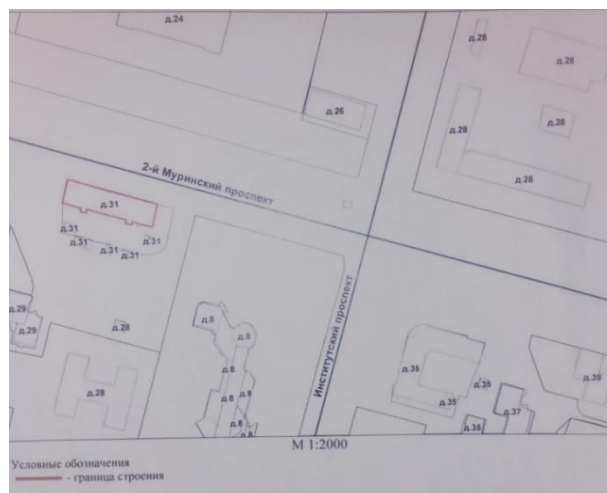 д.24
д.28
д.28
д.26
д.28
д.28
д.28
2-й Муринский проспект
д.31
д.31
д.31
д.31
д.31
д.31
Институтский проспект
д.29
д.29
д.28
д.8
д.8
д.35
д.8
д.28
д.8
д.8
д.35
д.35
д.39
д.37
д.8
д.8
д.35
М 1:2000
Условные обозначения
- граница строения